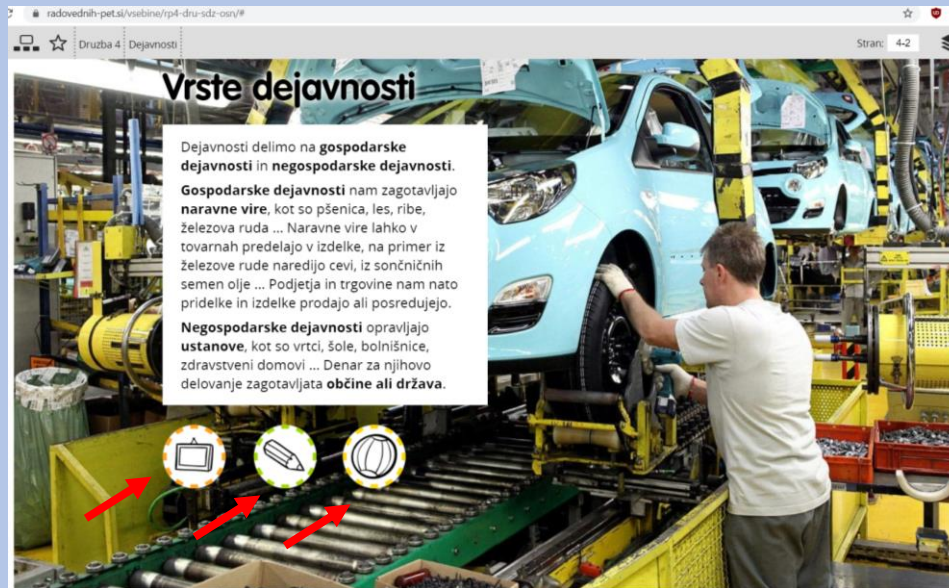 radovednih-pet.si/vsebine/rp4-dru-sdz-osn/#
Druzba 4 Dejavnosti Stran: 4-2
Vrste dejavnosti
Dejavnosti delimo na gospodarske
dejavnosti in negospodarske dejavnosti.
Gospodarske dejavnosti nam zagotavljajo
naravne vire, kot so pšenica, les, ribe,
železova ruda ... Naravne vire lahko v
tovarnah predelajo v izdelke, na primer iz
železove rude naredijo cevi, iz sončničnih
semen olje ... Podjetja in trgovine nam nato
pridelke in izdelke prodajo ali posredujejo.
Negospodarske dejavnosti opravljajo
ustanove, kot so vrtci, šole, bolnišnice,
zdravstveni domovi ... Denar za njihovo
delovanje zagotavljata občine ali država.